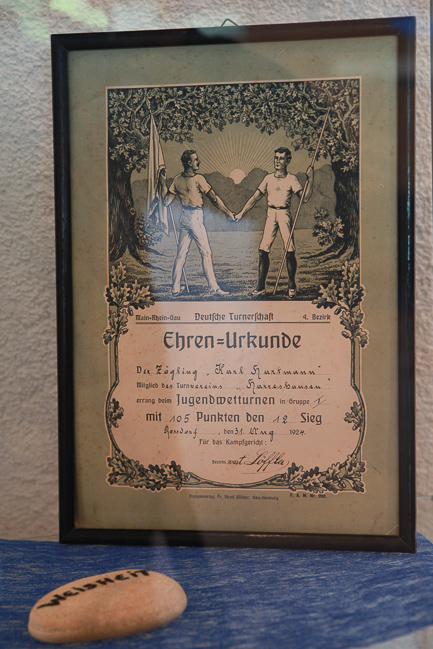 Main-Rhein-Gau Deutsche Turnerschaft 4. Bezirk
Ehren=Urkunde
Der Zögling „Karl Hartmann"
Mitglied des Turnvereins „Harreshausen"
errang beim Jugendwetturnen in Gruppe I
mit 105 Punkten den 12 Sieg
, den 31. Aug 1924.
Für das Kampfgericht:
Löffler
WEISHEIT